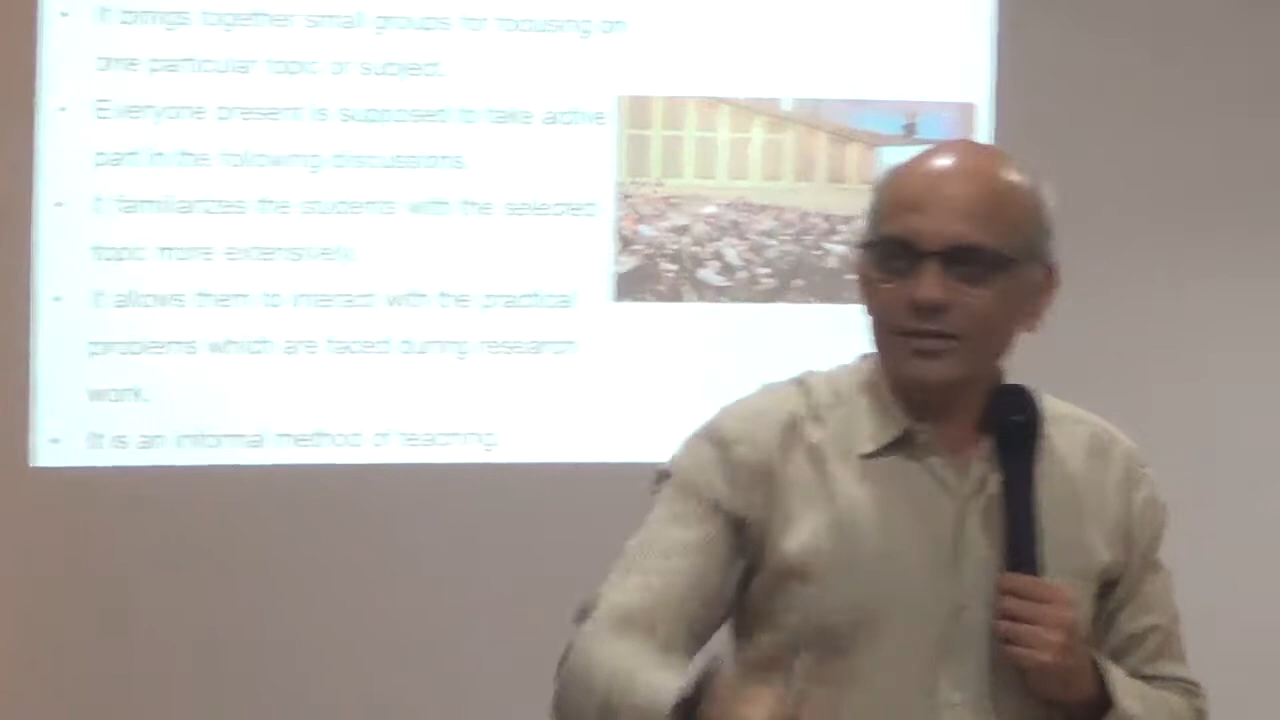 It brings together small groups for focusing on
one particular topic or subject.
Everyone present is supposed to take active
part in the following discussions.
It familiarizes the students with the selected
topic more extensively.
It allows them to interact with the practical
problems which are faced during research
work.
It is an informal method of teaching.